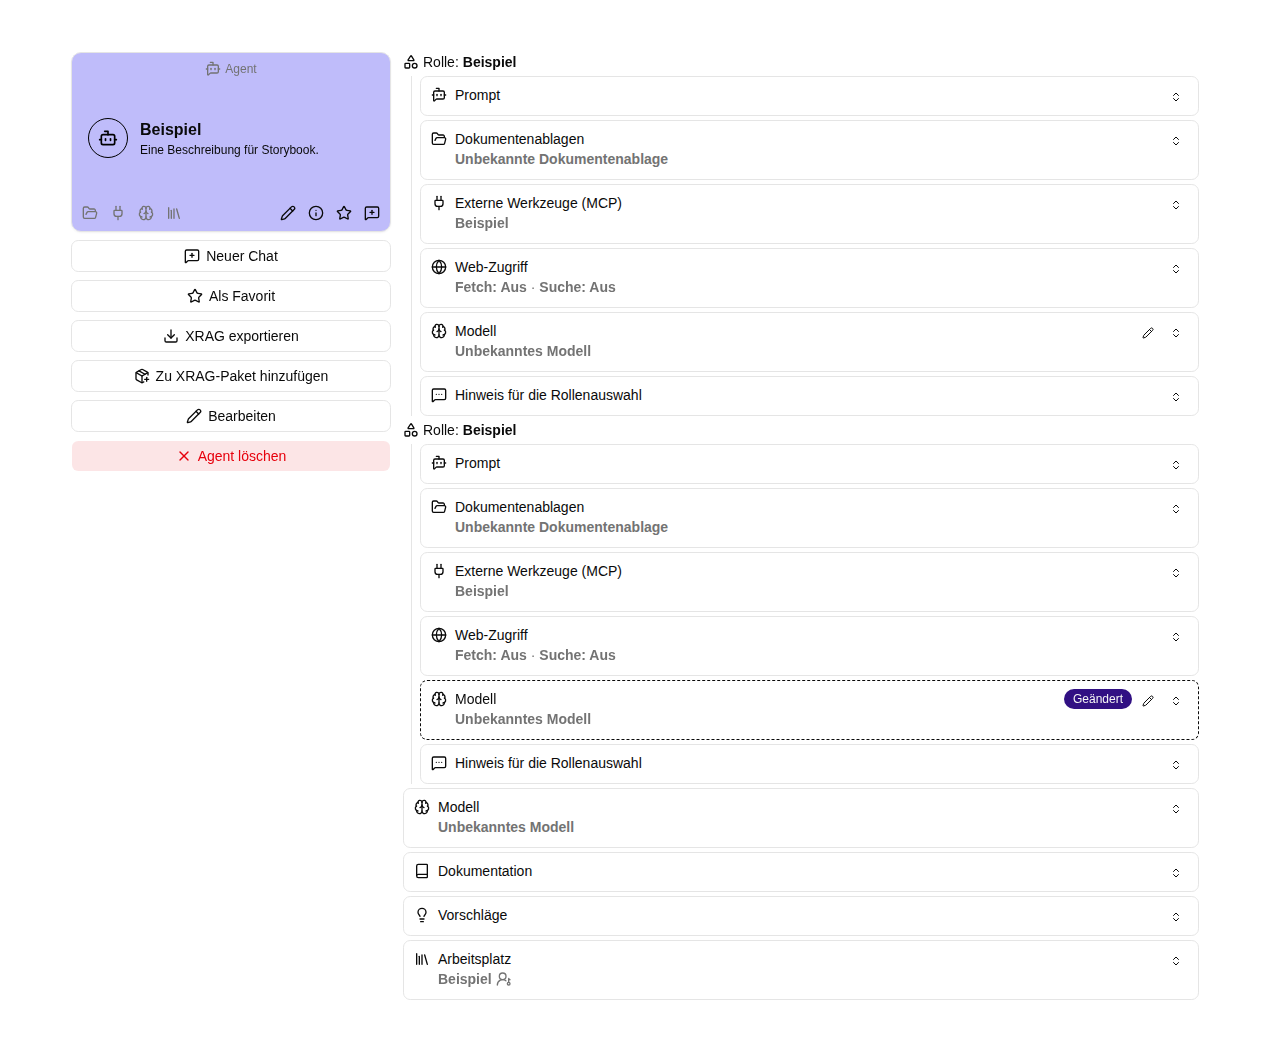 Agent
Beispiel
Eine Beschreibung für Storybook.
Neuer Chat
Als Favorit
XRAG exportieren
Zu XRAG-Paket hinzufügen
Bearbeiten
Agent löschen
Rolle: Beispiel
Prompt
Dokumentenablagen
Unbekannte Dokumentenablage
Externe Werkzeuge (MCP)
Beispiel
Web-Zugriff
Fetch: Aus · Suche: Aus
Modell
Unbekanntes Modell
Hinweis für die Rollenauswahl
Rolle: Beispiel
Prompt
Dokumentenablagen
Unbekannte Dokumentenablage
Externe Werkzeuge (MCP)
Beispiel
Web-Zugriff
Fetch: Aus · Suche: Aus
Modell
Geändert
Unbekanntes Modell
Hinweis für die Rollenauswahl
Modell
Unbekanntes Modell
Dokumentation
Vorschläge
Arbeitsplatz
Beispiel